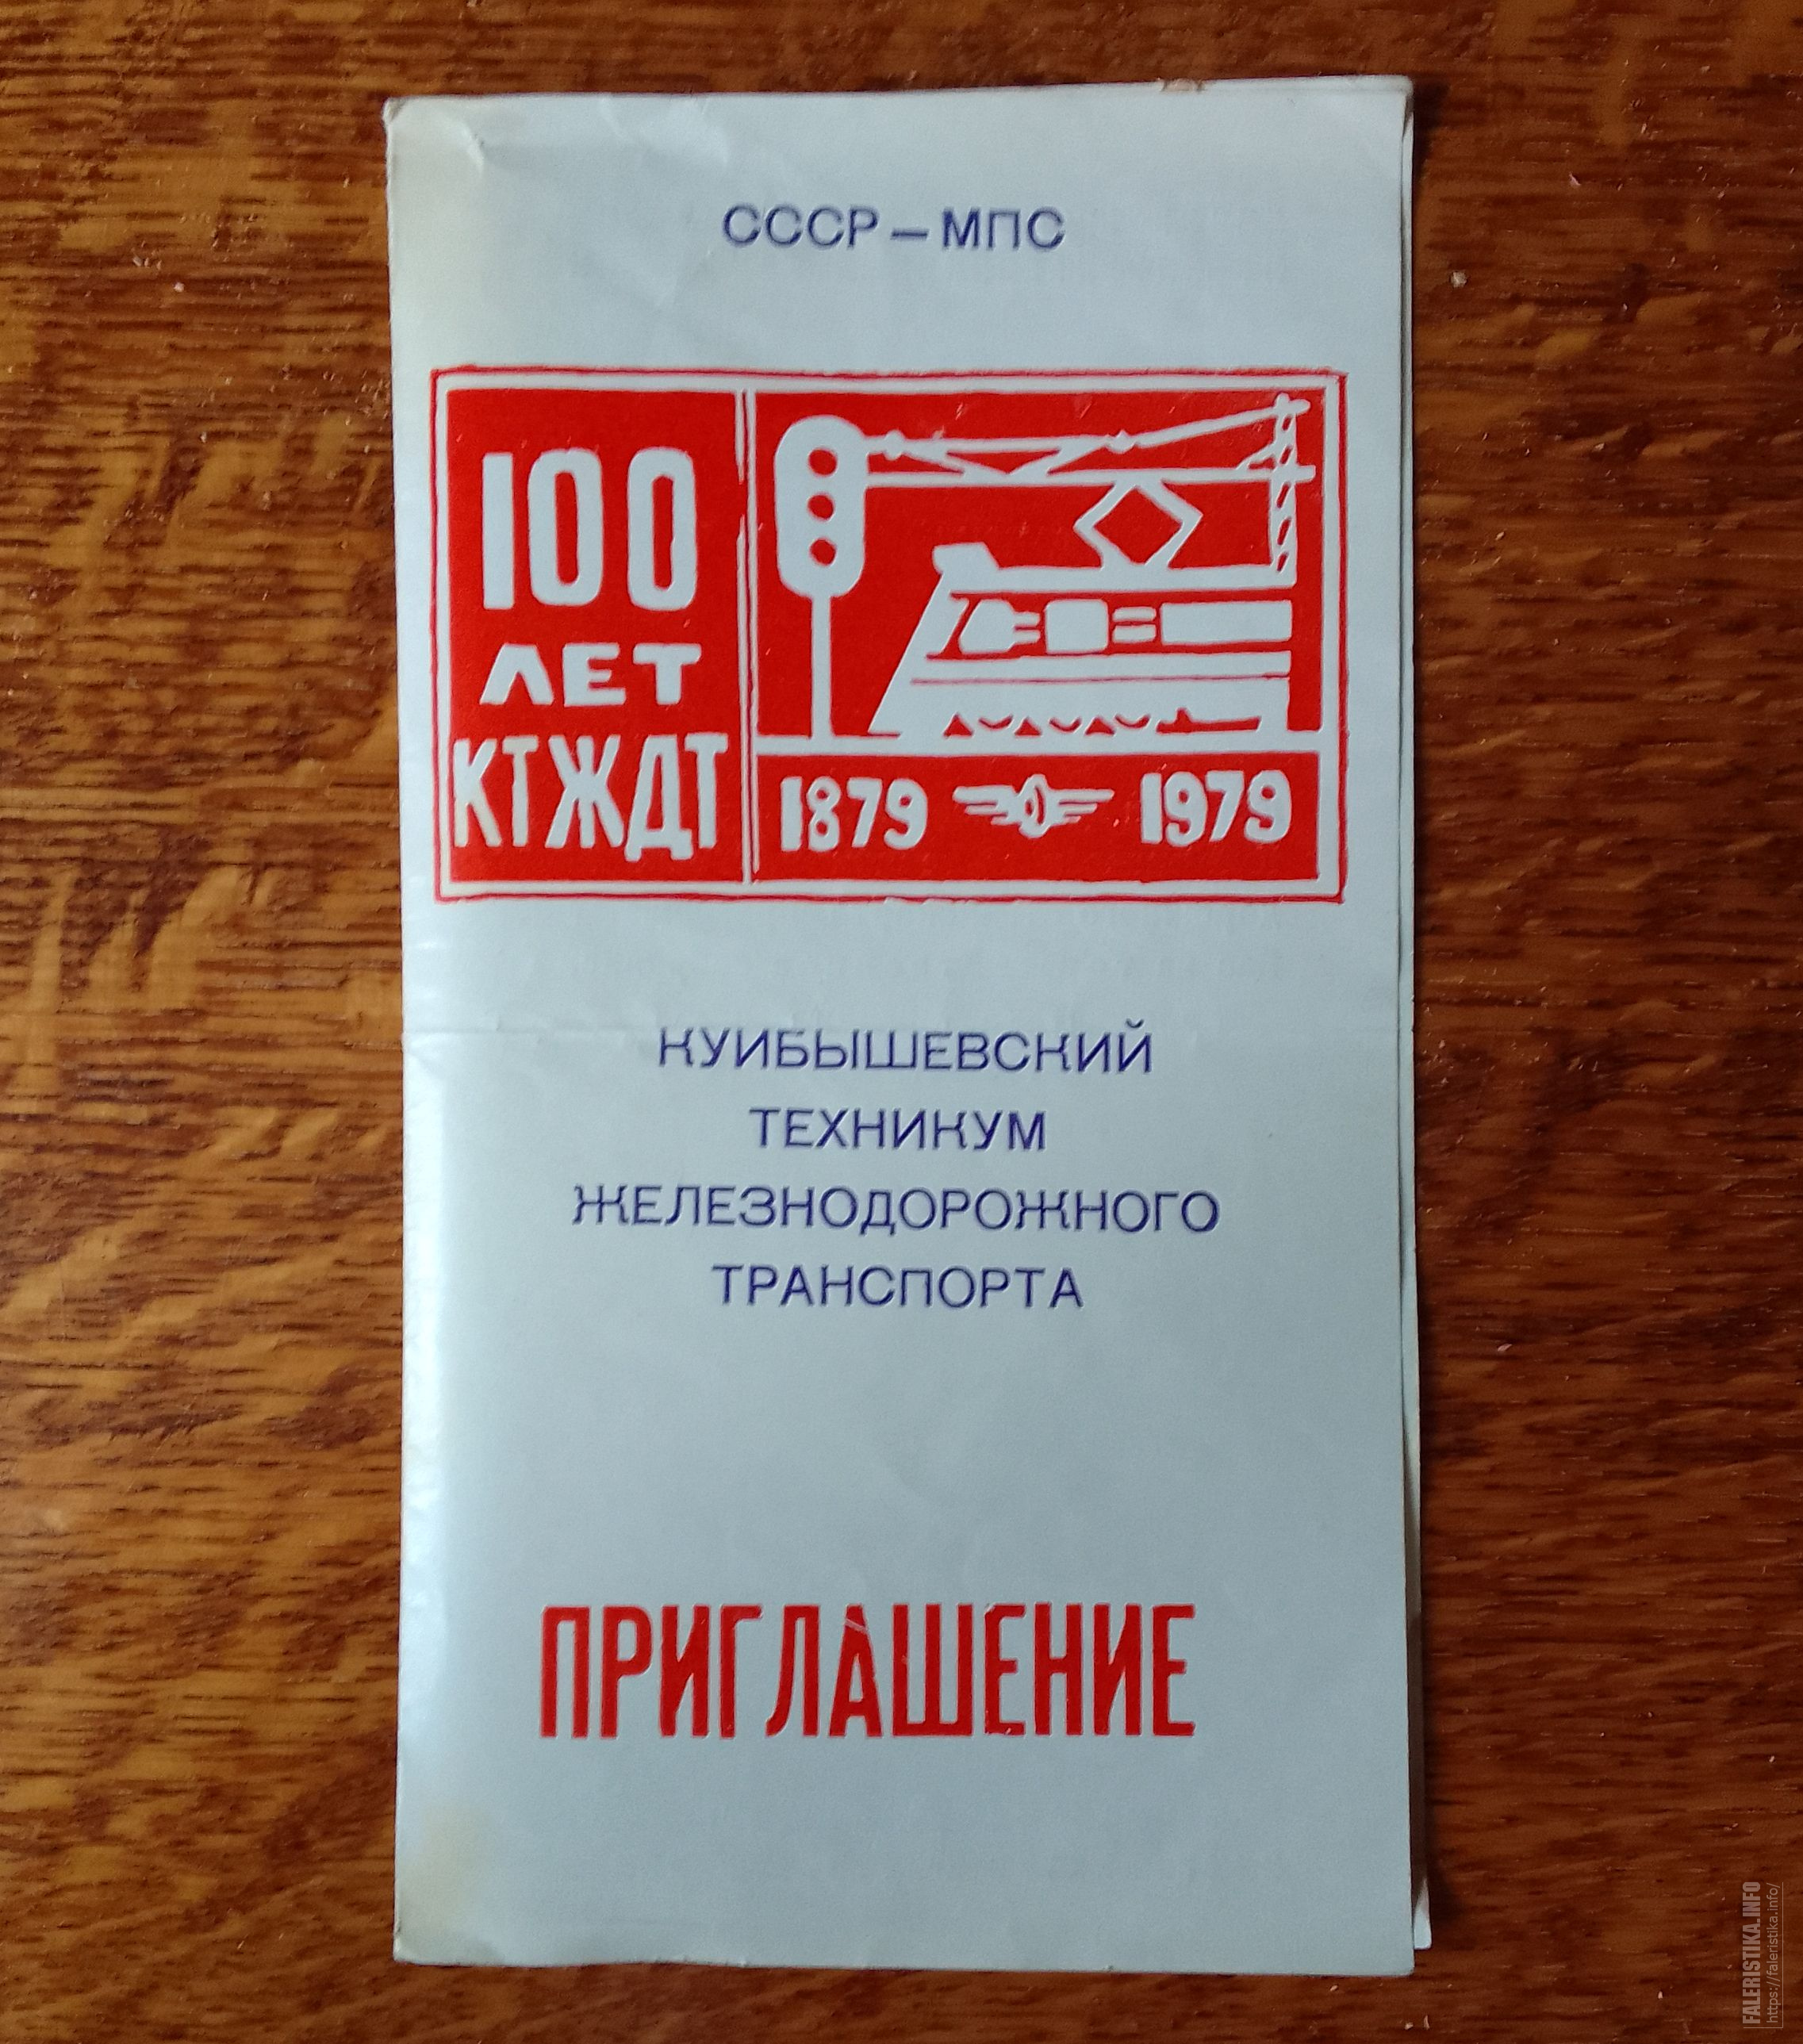 СССР – МПС
100
ЛЕТ
КТЖДТ
1879 1979
КУИБЫШЕВСКИЙ
ТЕХНИКУМ
ЖЕЛЕЗНОДОРОЖНОГО
ТРАНСПОРТА
ПРИГЛАШЕНИЕ
FALERISTIKA.INFO
https://faleristika.info/